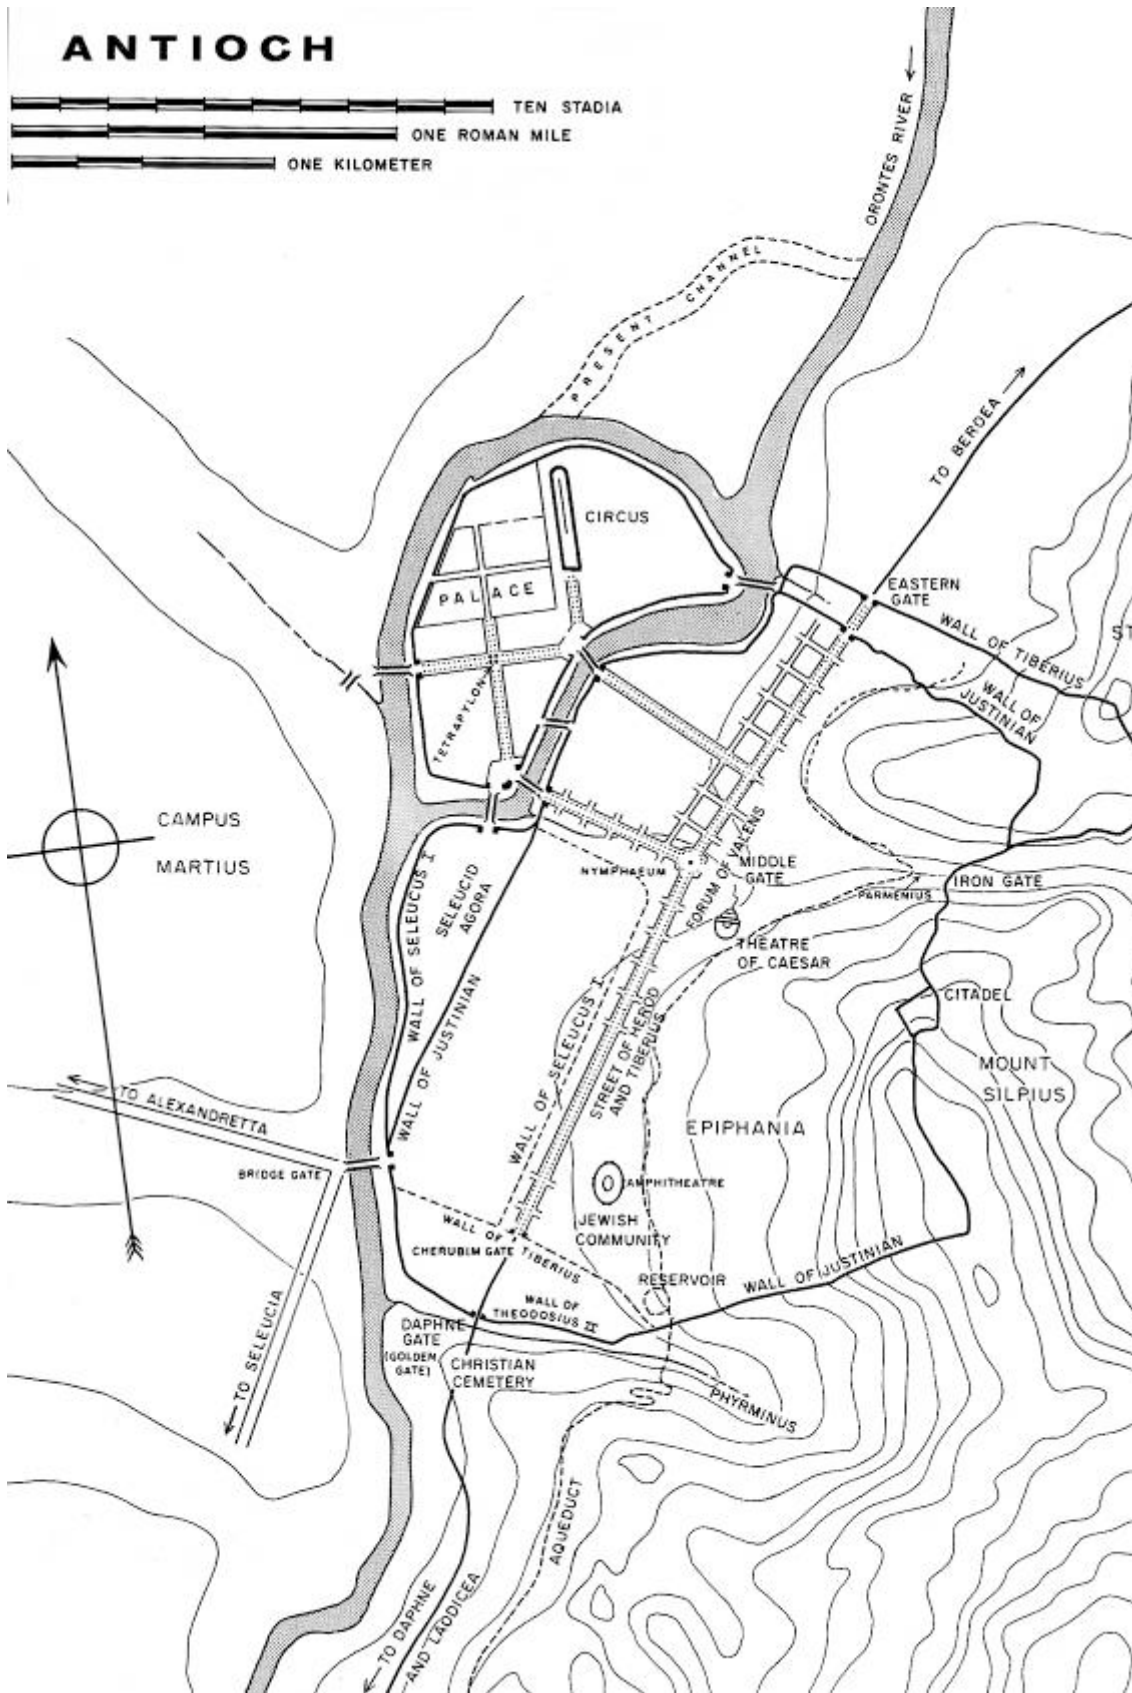 ANTIOCH
TEN STADIA
ONE ROMAN MILE
ONE KILOMETER
ORONTES RIVER
PRESENT CHANNEL
TO BEROEA
CIRCUS
PALACE
EASTERN
GATE
WALL OF TIBERIUS
ST
WALL OF
JUSTINIAN
TETRAPYLON
CAMPUS
MARTIUS
WALL OF SELEUCUS I
SELEUCID
AGORA
NYMPHAEUM
FORUM OF VALENS
MIDDLE
GATE
PARMENIUS
IRON GATE
THEATRE
OF CAESAR
CITADEL
MOUNT
SILPIUS
WALL OF JUSTINIAN
WALL OF SELEUCUS I
STREET OF HEROD
AND TIBERIUS
EPIPHANIA
TO ALEXANDRETTA
BRIDGE GATE
AMPHITHEATRE
JEWISH
COMMUNITY
WALL OF TIBERIUS
CHERUBIM GATE
RESERVOIR
WALL OF JUSTINIAN
WALL OF
THEODOSIUS II
DAPHNE
GATE
(GOLDEN
GATE)
CHRISTIAN
CEMETERY
PHYRMINUS
TO SELEUCIA
AQUEDUCT
TO DAPHNE
AND LAODICEA